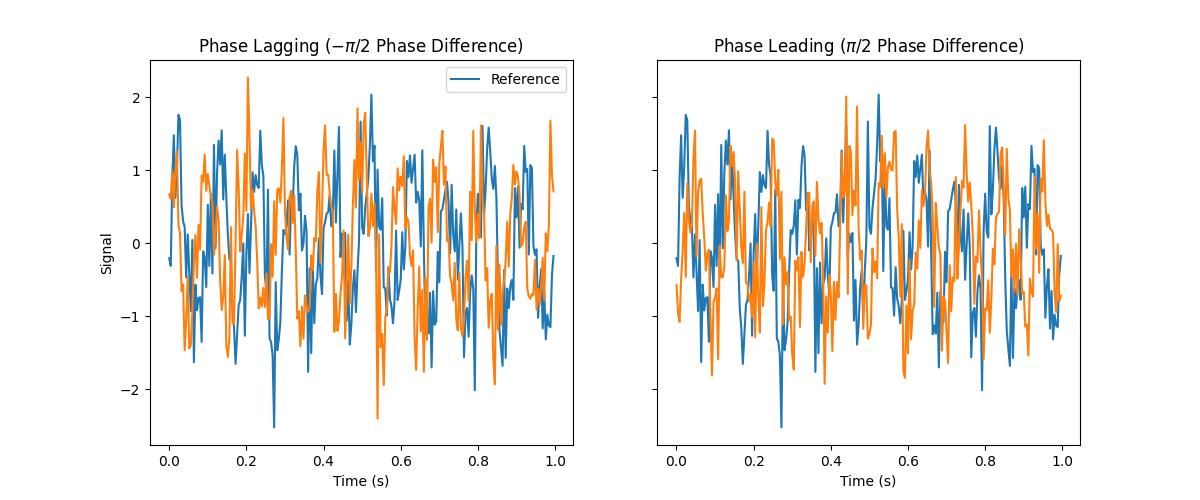 Phase Lagging (−π/2 Phase Difference)
Phase Leading (π/2 Phase Difference)
Reference
Signal
2
1
0
−1
−2
0.0 0.2 0.4 0.6 0.8 1.0
0.0 0.2 0.4 0.6 0.8 1.0
Time (s)
Time (s)